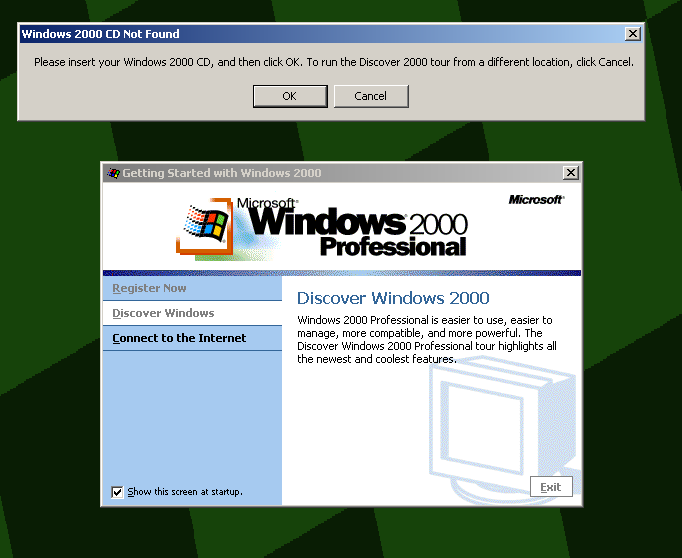 Windows 2000 CD Not Found
Please insert your Windows 2000 CD, and then click OK. To run the Discover 2000 tour from a different location, click Cancel.
OK
Cancel
Getting Started with Windows 2000
Microsoft
Windows 2000
Professional
Microsoft
Register Now
Discover Windows
Connect to the Internet
Discover Windows 2000
Windows 2000 Professional is easier to use, easier to
manage, more compatible, and more powerful. The
Discover Windows 2000 Professional tour highlights all
the newest and coolest features.
Show this screen at startup.
Exit